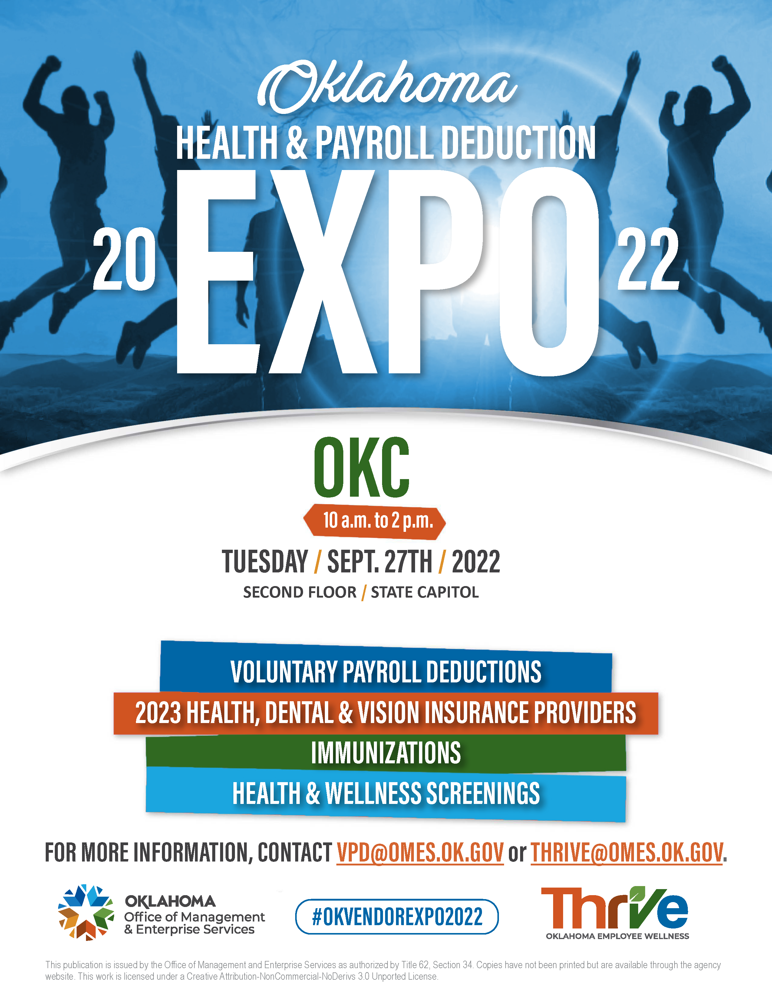 Oklahoma
HEALTH & PAYROLL DEDUCTION
20 EXPO 22
OKC
10 a.m. to 2 p.m.
TUESDAY / SEPT. 27TH / 2022
SECOND FLOOR / STATE CAPITOL
VOLUNTARY PAYROLL DEDUCTIONS
2023 HEALTH, DENTAL & VISION INSURANCE PROVIDERS
IMMUNIZATIONS
HEALTH & WELLNESS SCREENINGS
FOR MORE INFORMATION, CONTACT VPD@OMES.OK.GOV or THRIVE@OMES.OK.GOV.
OKLAHOMA
Office of Management
& Enterprise Services
#OKVENDOREXPO2022
Thrive
OKLAHOMA EMPLOYEE WELLNESS
This publication is issued by the Office of Management and Enterprise Services as authorized by Title 62, Section 34. Copies have not been printed but are available through the agency
website. This work is licensed under a Creative Attribution-NonCommercial-NoDerivs 3.0 Unported License.